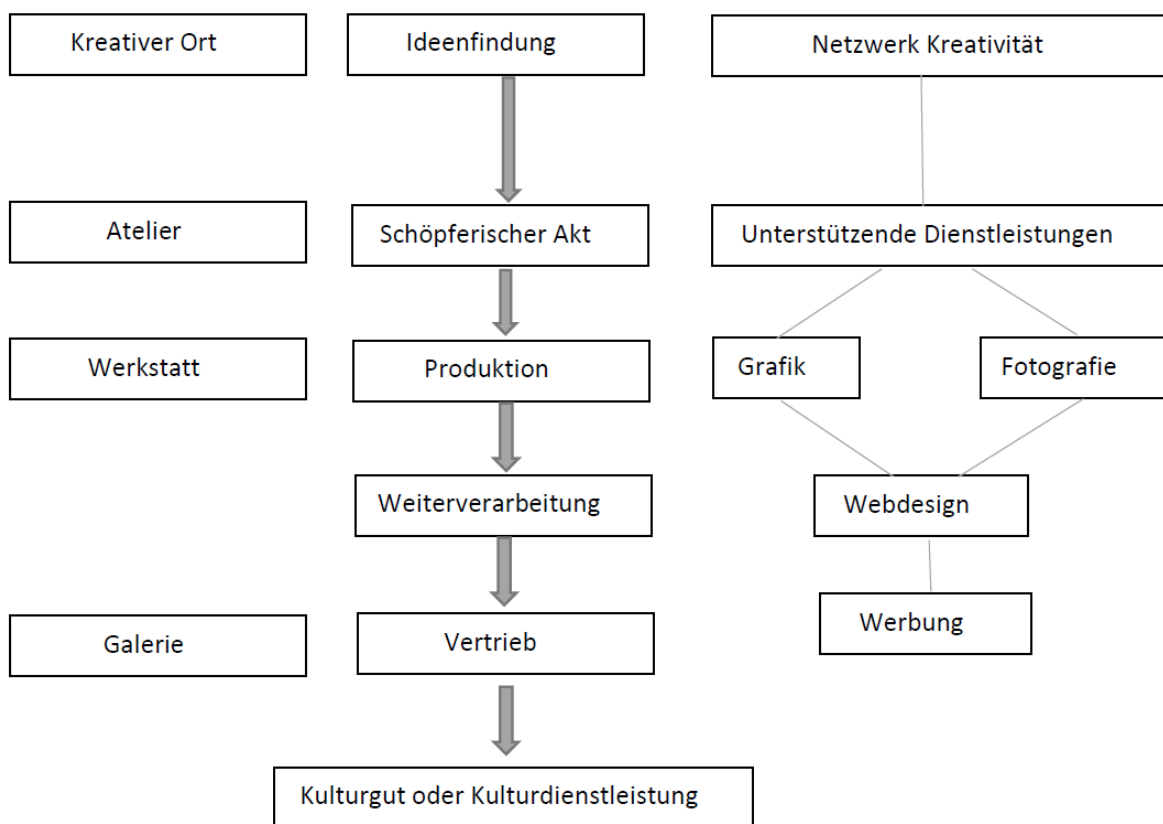 Kreativer Ort
Ideenfindung
Netzwerk Kreativität
Atelier
Schöpferischer Akt
Unterstützende Dienstleistungen
Werkstatt
Produktion
Grafik
Fotografie
Weiterverarbeitung
Webdesign
Galerie
Vertrieb
Werbung
Kulturgut oder Kulturdienstleistung